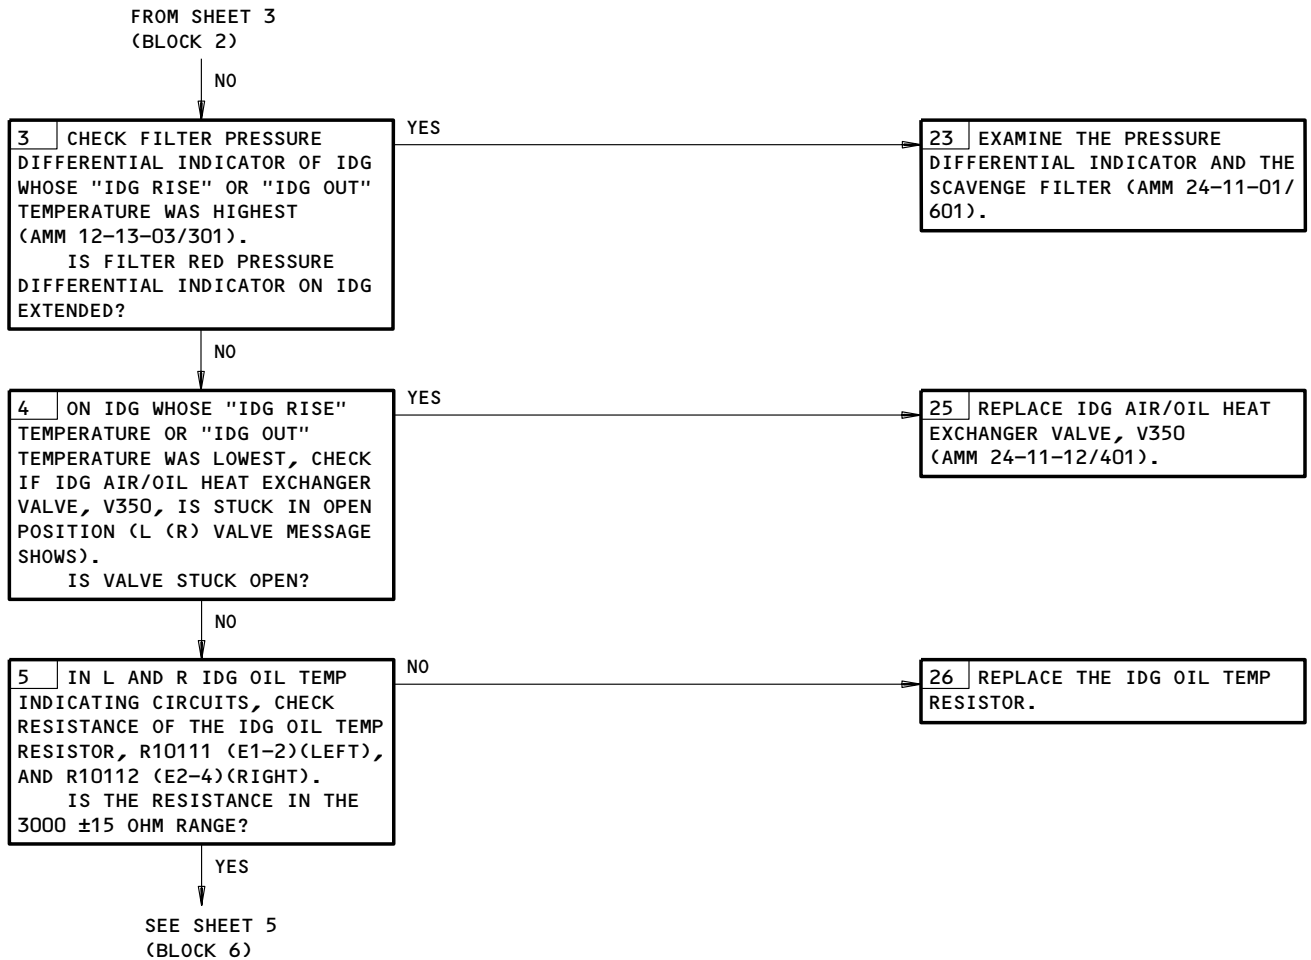 FROM SHEET 3
(BLOCK 2)
NO
3 CHECK FILTER PRESSURE
DIFFERENTIAL INDICATOR OF IDG
WHOSE "IDG RISE" OR "IDG OUT"
TEMPERATURE WAS HIGHEST
(AMM 12-13-03/301).
IS FILTER RED PRESSURE
DIFFERENTIAL INDICATOR ON IDG
EXTENDED?
YES
23 EXAMINE THE PRESSURE
DIFFERENTIAL INDICATOR AND THE
SCAVENGE FILTER (AMM 24-11-01/
601).
NO
4 ON IDG WHOSE "IDG RISE"
TEMPERATURE OR "IDG OUT"
TEMPERATURE WAS LOWEST, CHECK
IF IDG AIR/OIL HEAT EXCHANGER
VALVE, V350, IS STUCK IN OPEN
POSITION (L (R) VALVE MESSAGE
SHOWS).
IS VALVE STUCK OPEN?
YES
25 REPLACE IDG AIR/OIL HEAT
EXCHANGER VALVE, V350
(AMM 24-11-12/401).
NO
5 IN L AND R IDG OIL TEMP
INDICATING CIRCUITS, CHECK
RESISTANCE OF THE IDG OIL TEMP
RESISTOR, R10111 (E1-2)(LEFT),
AND R10112 (E2-4)(RIGHT).
IS THE RESISTANCE IN THE
3000 ±15 OHM RANGE?
NO
26 REPLACE THE IDG OIL TEMP
RESISTOR.
YES
SEE SHEET 5
(BLOCK 6)